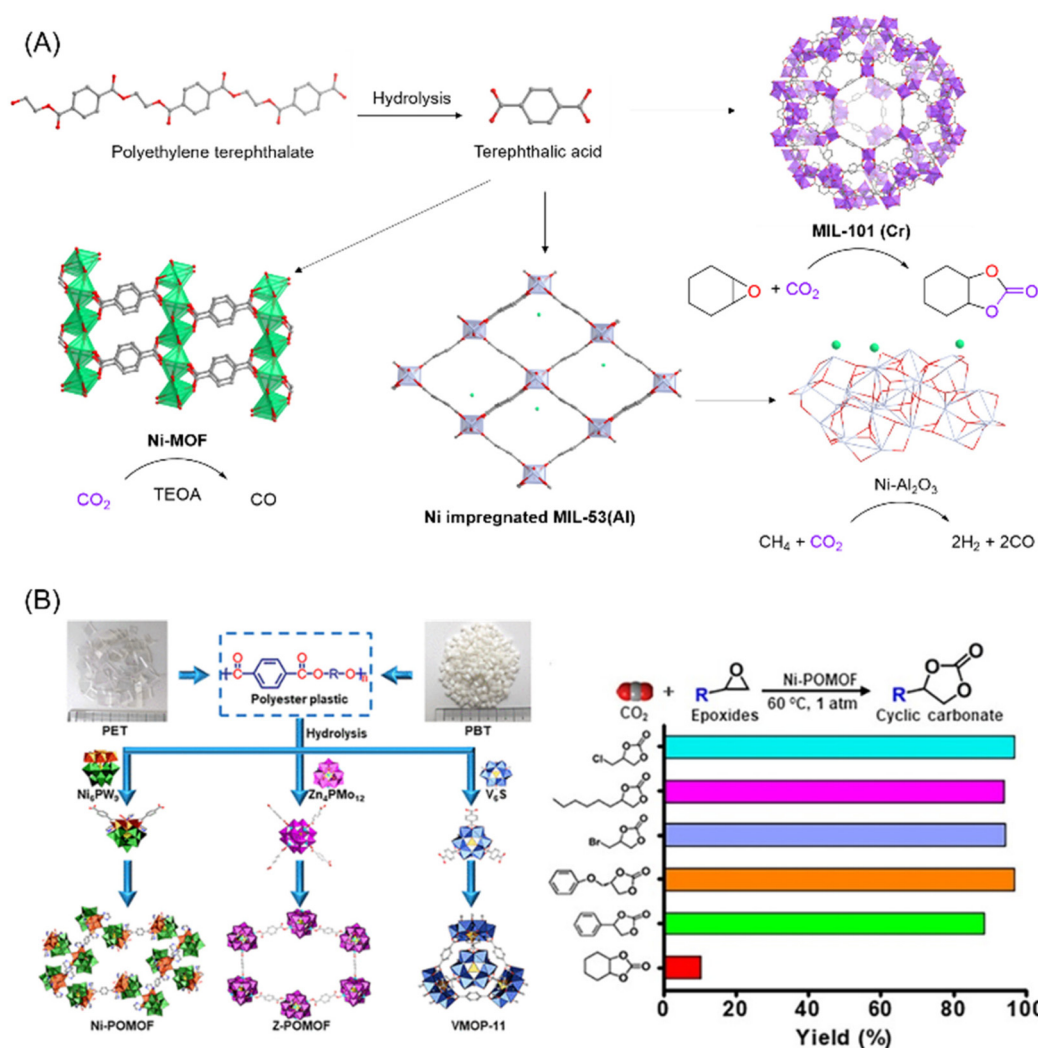 (A)
Hydrolysis
Polyethylene terephthalate
Terephthalic acid
MIL-101 (Cr)
O + CO2
O
O
O
Ni-MOF
CO2
TEOA
CO
Ni impregnated MIL-53(Al)
Ni-Al2O3
CH4 + CO2
2H2 + 2CO
(B)
PET
O O
C C O R O n
Polyester plastic
PBT
Hydrolysis
Ni6PW9
Zn4PMo12
V6S
Ni-POMOF
Z-POMOF
VMOP-11
CO2
+
R
O
Epoxides
Ni-POMOF
60 ºC, 1 atm
R
O
O
O
Cyclic carbonate
Cl O O O
O O O
Br O O O
O O O O
O O O
O O O
0 20 40 60 80 100
Yield (%)